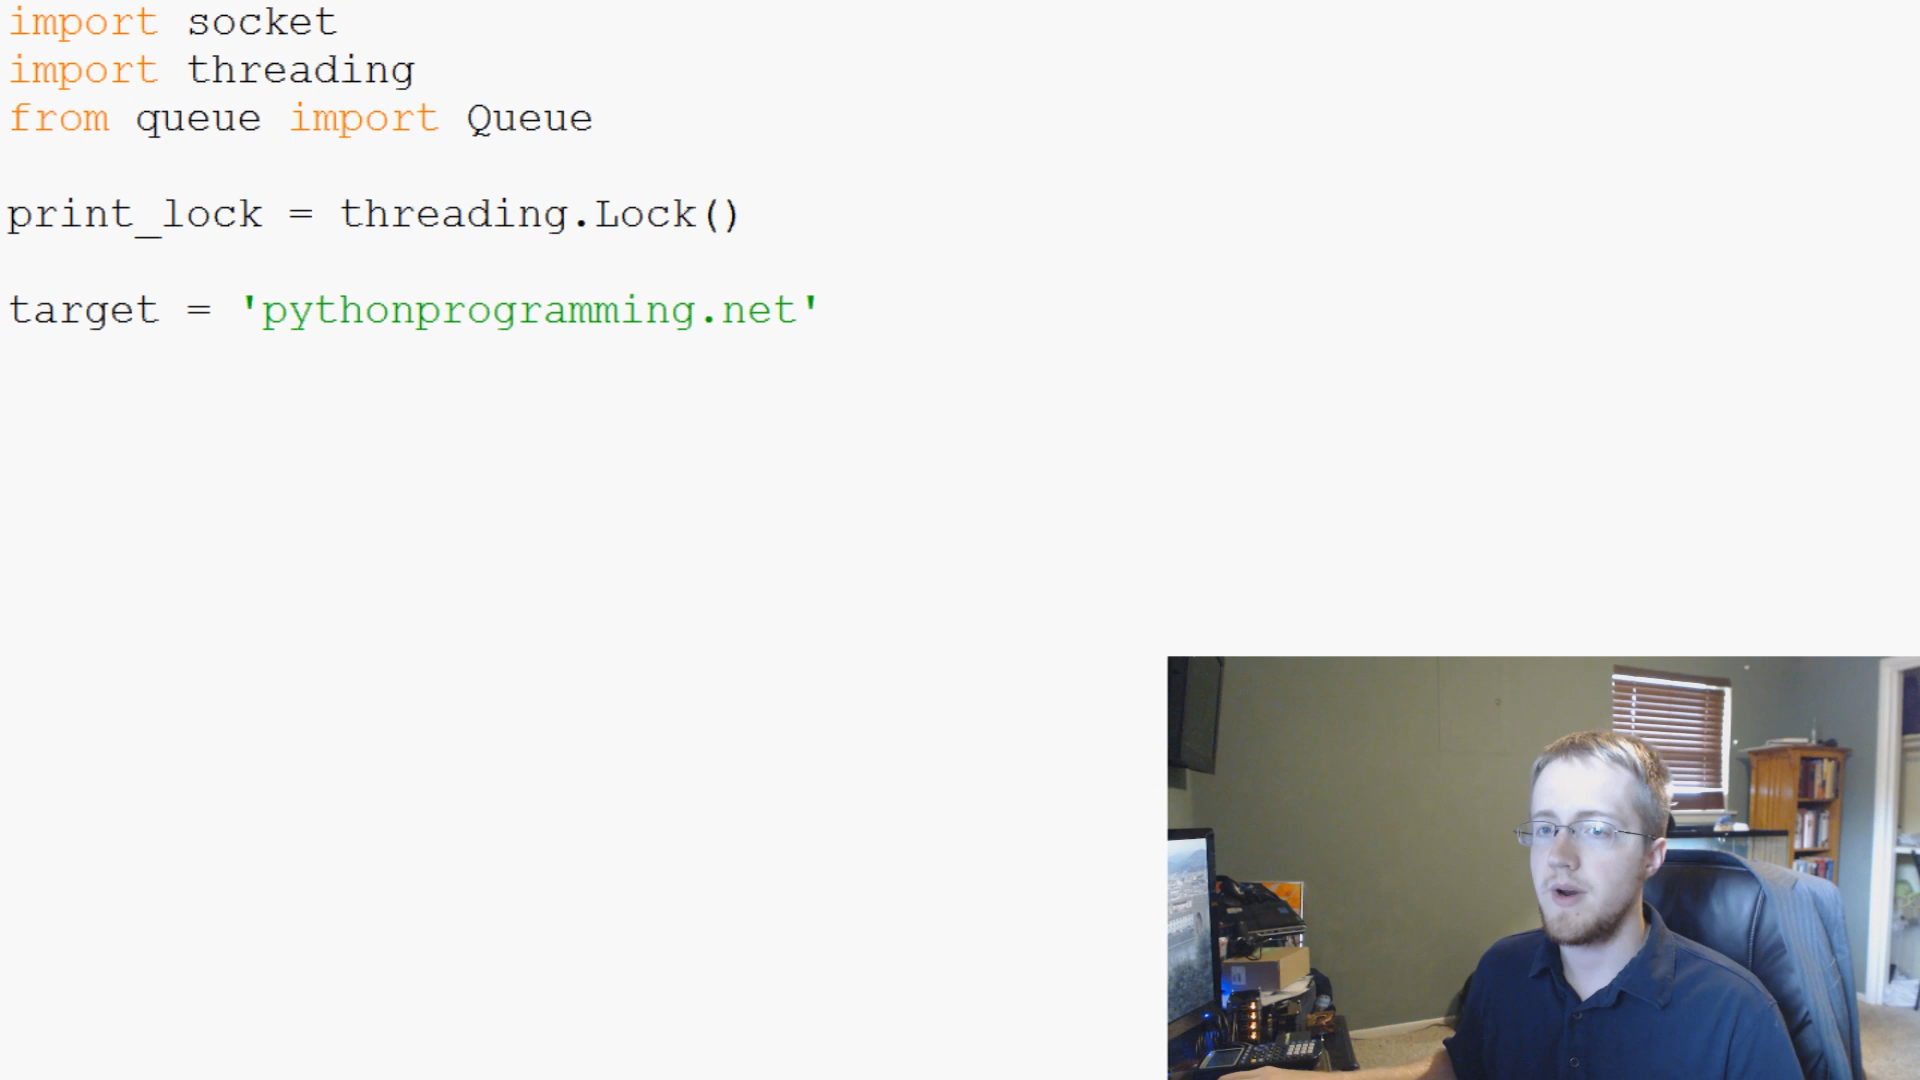 import socket
import threading
from queue import Queue
print_lock = threading.Lock()
target = 'pythonprogramming.net'